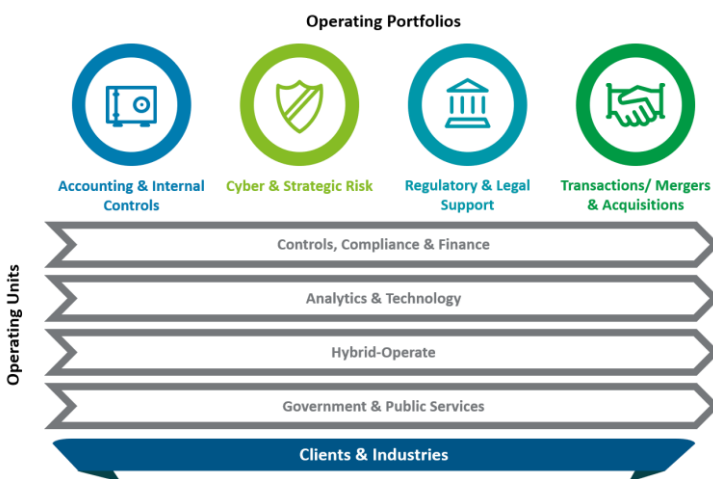 Operating Portfolios
Accounting & Internal
Controls
Cyber & Strategic Risk
Regulatory & Legal
Support
Transactions/ Mergers
& Acquisitions
Operating Units
Controls, Compliance & Finance
Analytics & Technology
Hybrid-Operate
Government & Public Services
Clients & Industries